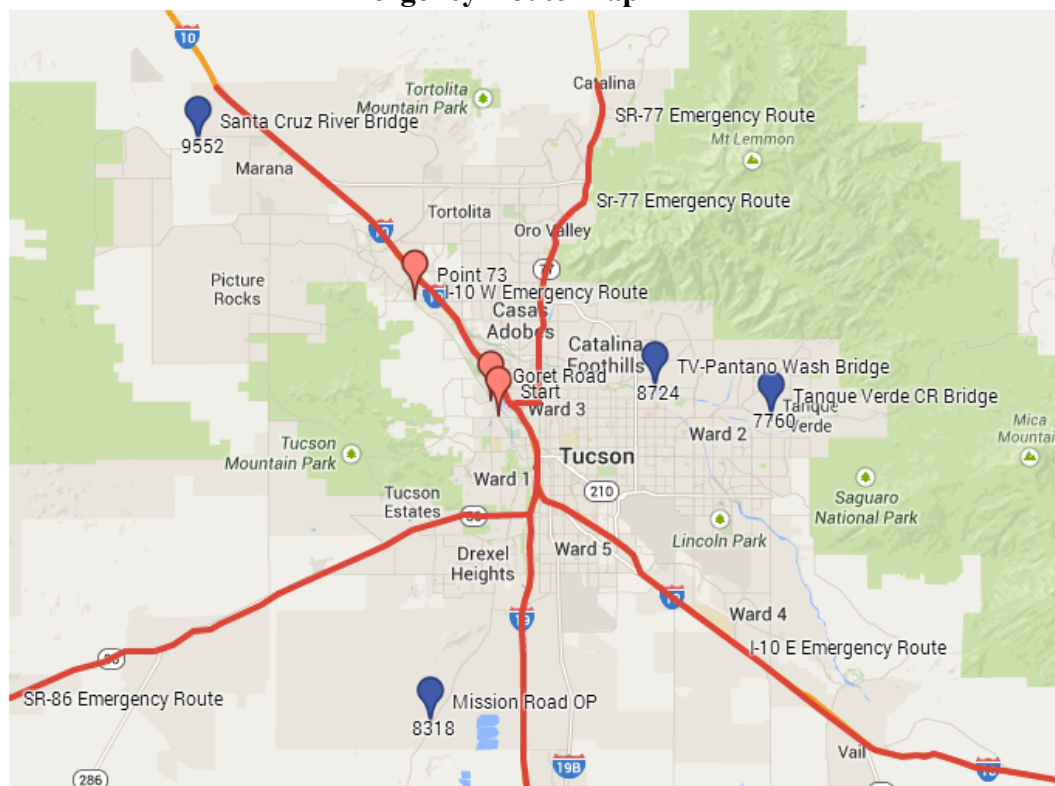 10
Catalina
Tortolita
Mountain Park
SR-77 Emergency Route
Santa Cruz River Bridge
9552
Mt Lemmon
Marana
Sr-77 Emergency Route
Tortolita
Oro Valley
10
77
Point 73
Picture
Rocks
I-10 W Emergency Route
Casas
Adobes
Catalina
Foothills
TV-Pantano Wash Bridge
8724
Goret Road
Start
Tanque Verde CR Bridge
7760
Tanque
Verde
Ward 3
Mica
Mountain
Ward 2
Tucson
Mountain Park
Tucson
Ward 1
210
Tucson
Estates
86
Saguaro
National Park
Lincoln Park
Ward 5
Drexel
Heights
10
Ward 4
19
I-10 E Emergency Route
86
SR-86 Emergency Route
Mission Road OP
8318
Vail
19B
10
286